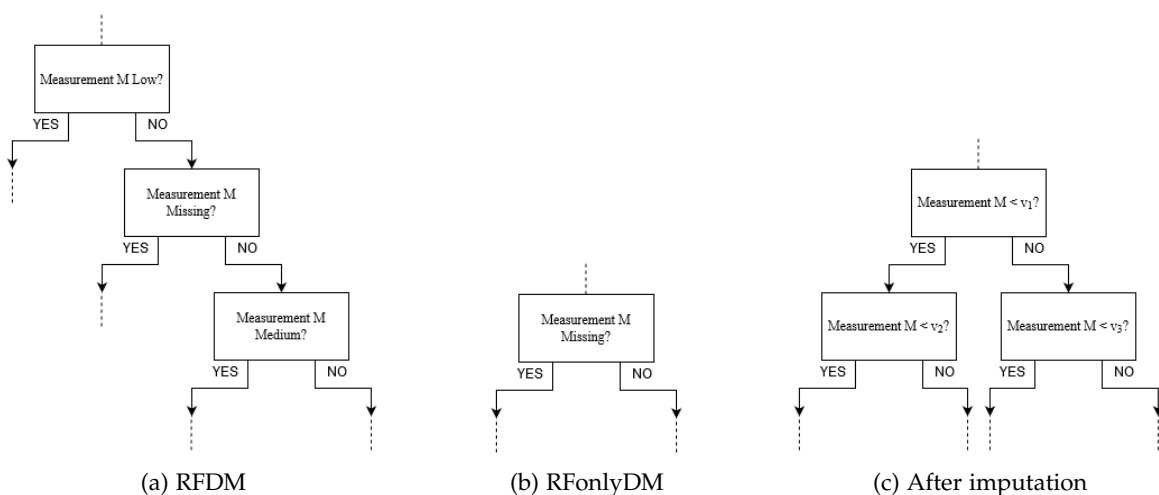 Measurement M Low?
YES
NO
Measurement M
Missing?
YES
NO
Measurement M
Medium?
YES
NO
(a) RFDM
Measurement M
Missing?
YES
NO
(b) RFonlyDM
Measurement M < v₁?
YES
NO
Measurement M < v₂?
Measurement M < v₃?
YES
NO
YES
NO
(c) After imputation